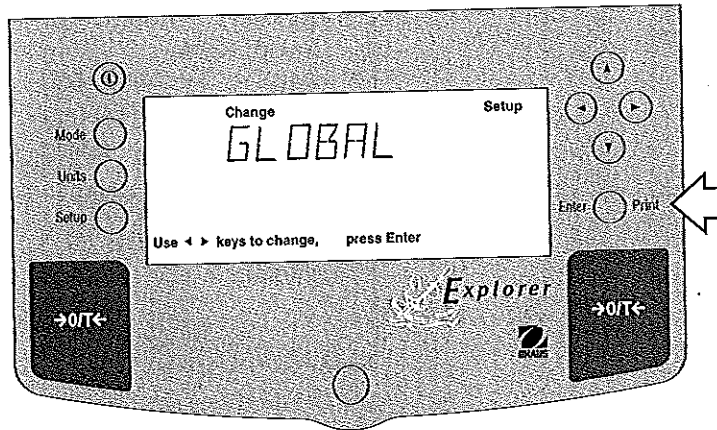 Change Setup
GLOBAL
Mode
Units
Setup
Use ◄ ► keys to change, press Enter
Enter Print
→0/T←
Explorer
→0/T←
OHAUS